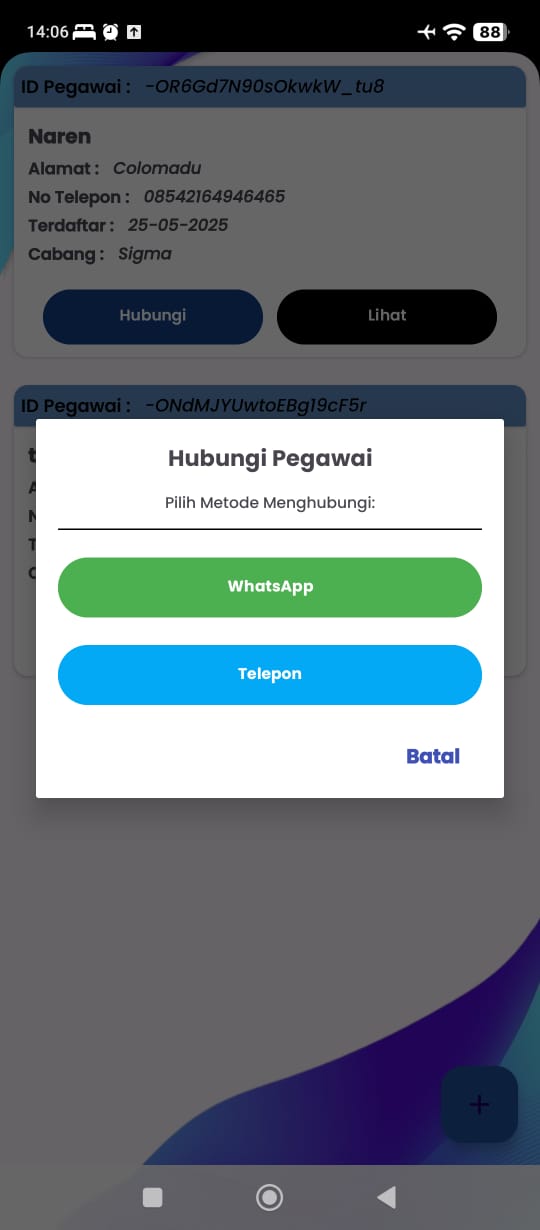 14:06
88
ID Pegawai : -OR6Gd7N90sOkwkW_tu8
Naren
Alamat : Colomadu
No Telepon : 08542164946465
Terdaftar : 25-05-2025
Cabang : Sigma
Hubungi Lihat
ID Pegawai : -ONdMJYUwtoEBg19cF5r
Hubungi Pegawai
Pilih Metode Menghubungi:
WhatsApp
Telepon
Batal
+